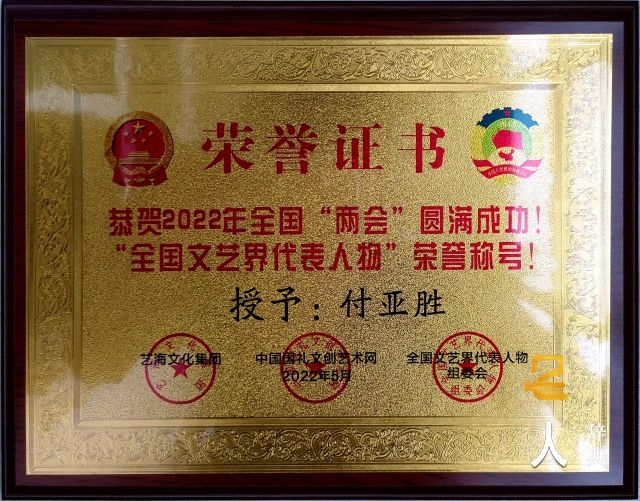 荣誉证书
恭贺2022年全国“两会”圆满成功！
“全国文艺界代表人物”荣誉称号！
授予：付亚胜
艺海文化集团
中国国礼文创艺术网
2022年5月
全国文艺界代表人物
组委会
人